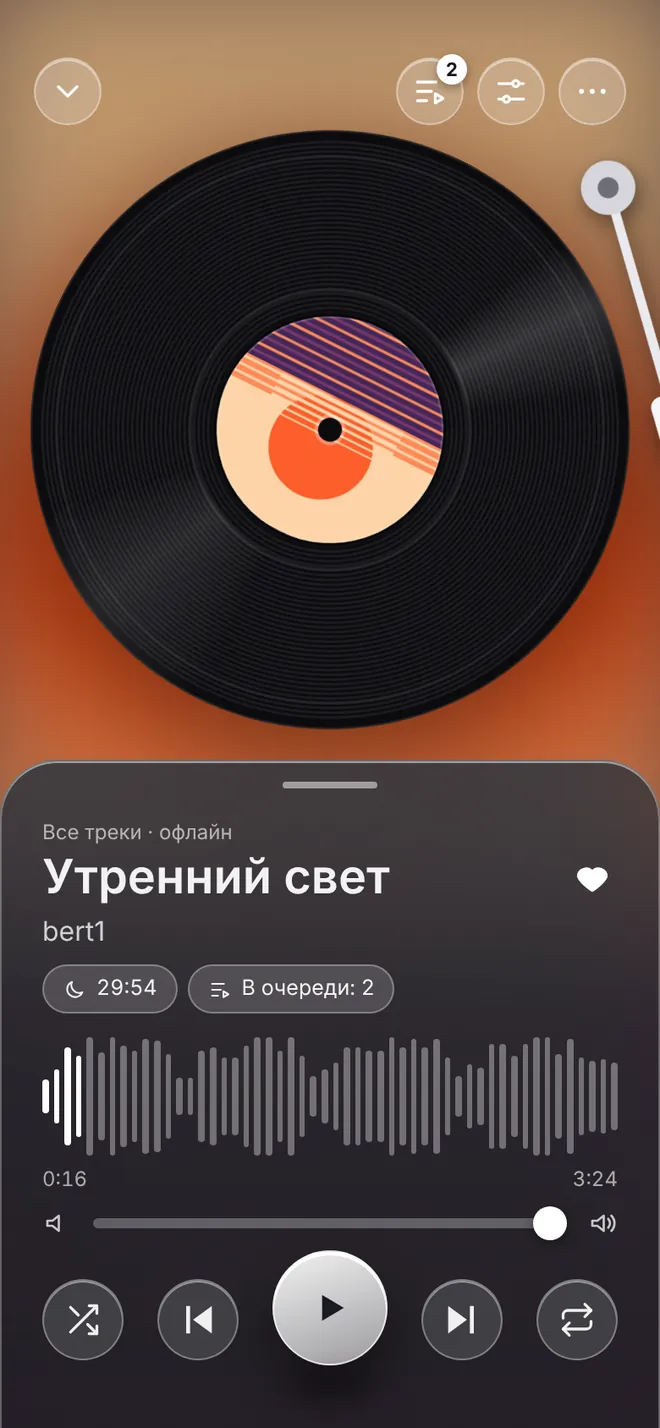 2
Все треки · офлайн
Утренний свет
bert1
29:54
В очереди: 2
0:16
3:24